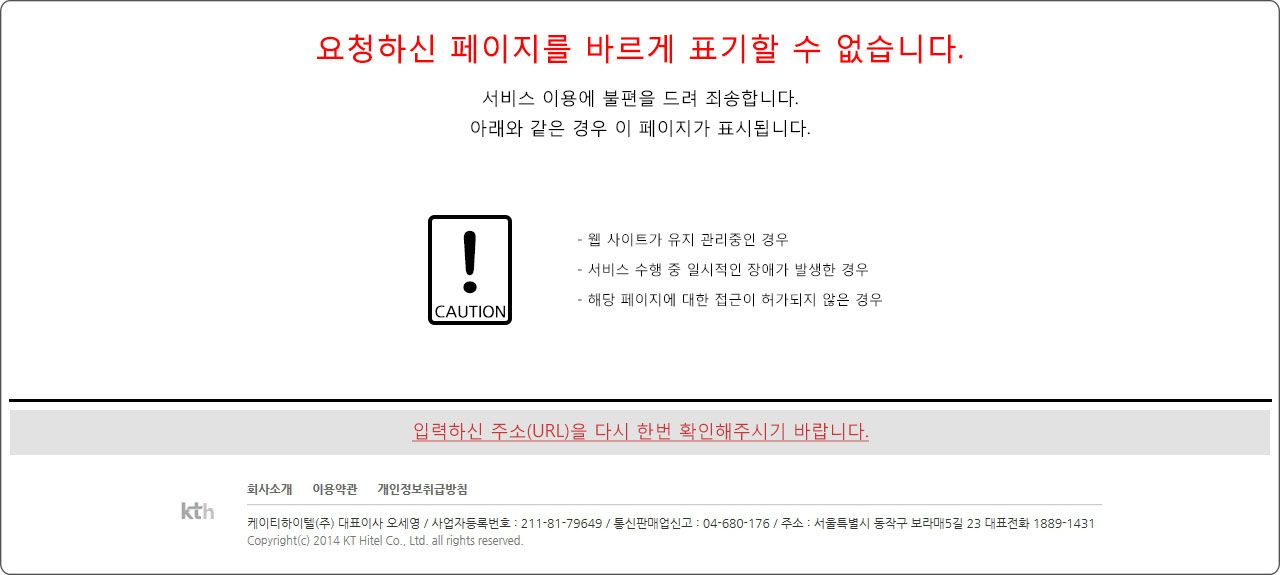 요청하신 페이지를 바르게 표기할 수 없습니다.
서비스 이용에 불편을 드려 죄송합니다.
아래와 같은 경우 이 페이지가 표시됩니다.
CAUTION
- 웹 사이트가 유지 관리중인 경우
- 서비스 수행 중 일시적인 장애가 발생한 경우
- 해당 페이지에 대한 접근이 허가되지 않은 경우
입력하신 주소(URL)을 다시 한번 확인해주시기 바랍니다.
회사소개 이용약관 개인정보취급방침
kth
케이티하이텔(주) 대표이사 오세영 / 사업자등록번호 : 211-81-79649 / 통신판매업신고 : 04-680-176 / 주소 : 서울특별시 동작구 보라매5길 23 대표전화 1889-1431
Copyright(c) 2014 KT Hitel Co., Ltd. all rights reserved.